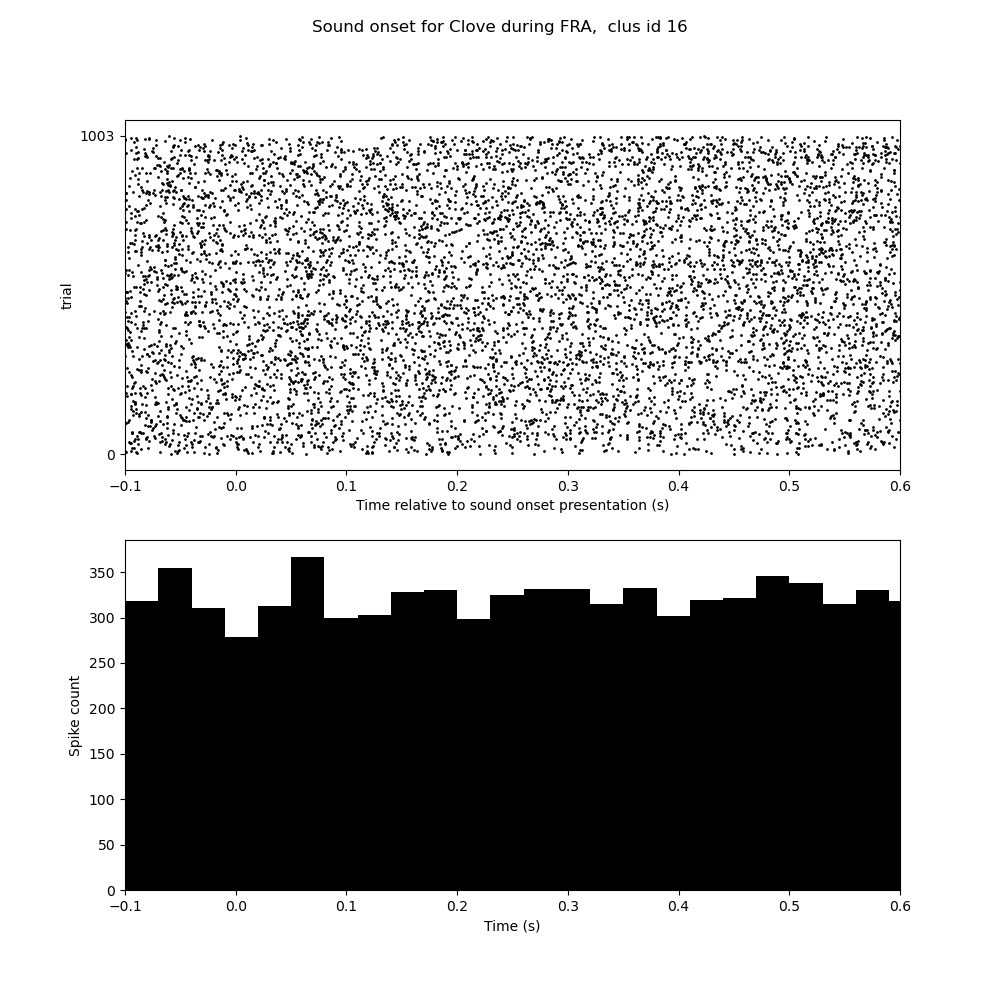 Sound onset for Clove during FRA,  clus id 16
1003
trial
0
−0.1 0.0 0.1 0.2 0.3 0.4 0.5 0.6
Time relative to sound onset presentation (s)
350
300
250
200
Spike count
150
100
50
0
−0.1 0.0 0.1 0.2 0.3 0.4 0.5 0.6
Time (s)